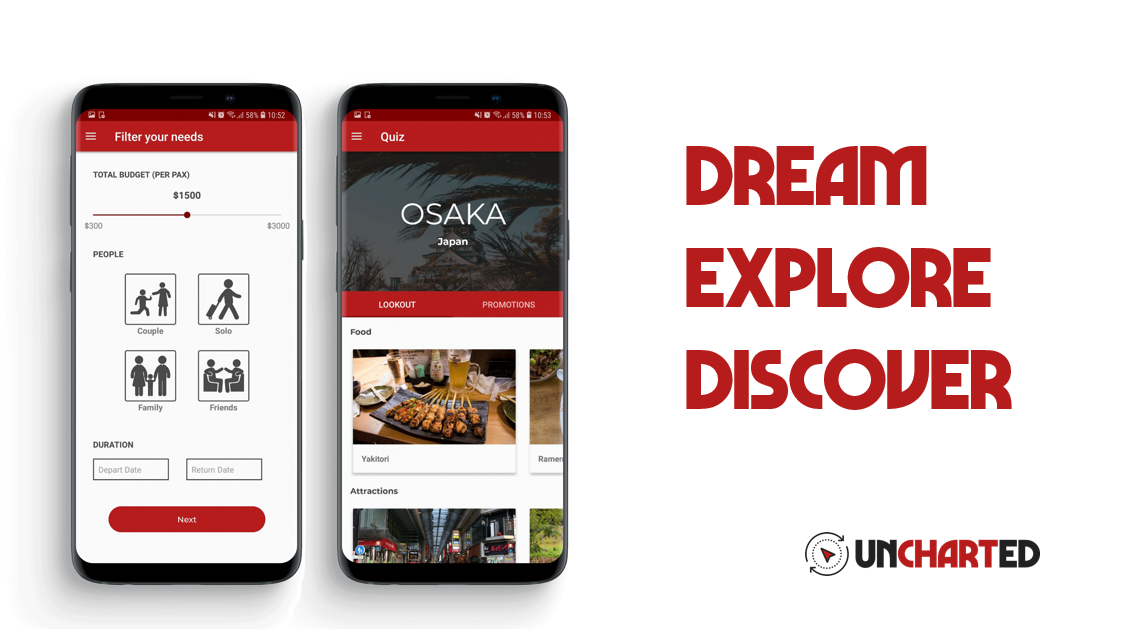 58% 10:52
Filter your needs
TOTAL BUDGET (PER PAX)
$1500
$300 $3000
PEOPLE
Couple Solo
Family Friends
DURATION
Depart Date Return Date
Next
58% 10:53
Quiz
OSAKA
Japan
LOOKOUT PROMOTIONS
Food
Yakitori Ramen
Attractions
DREAM
EXPLORE
DISCOVER
UNCHARTED